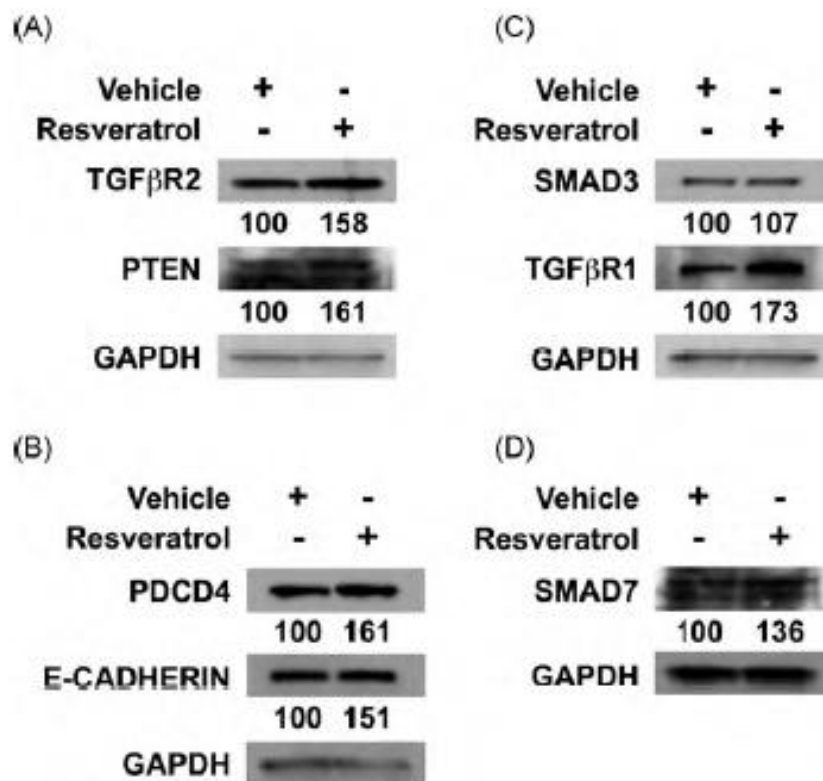 (A)
Vehicle + -
Resveratrol - +
TGFβR2
100 158
PTEN
100 161
GAPDH
(B)
Vehicle + -
Resveratrol - +
PDCD4
100 161
E-CADHERIN
100 151
GAPDH
(C)
Vehicle + -
Resveratrol - +
SMAD3
100 107
TGFβR1
100 173
GAPDH
(D)
Vehicle + -
Resveratrol - +
SMAD7
100 136
GAPDH